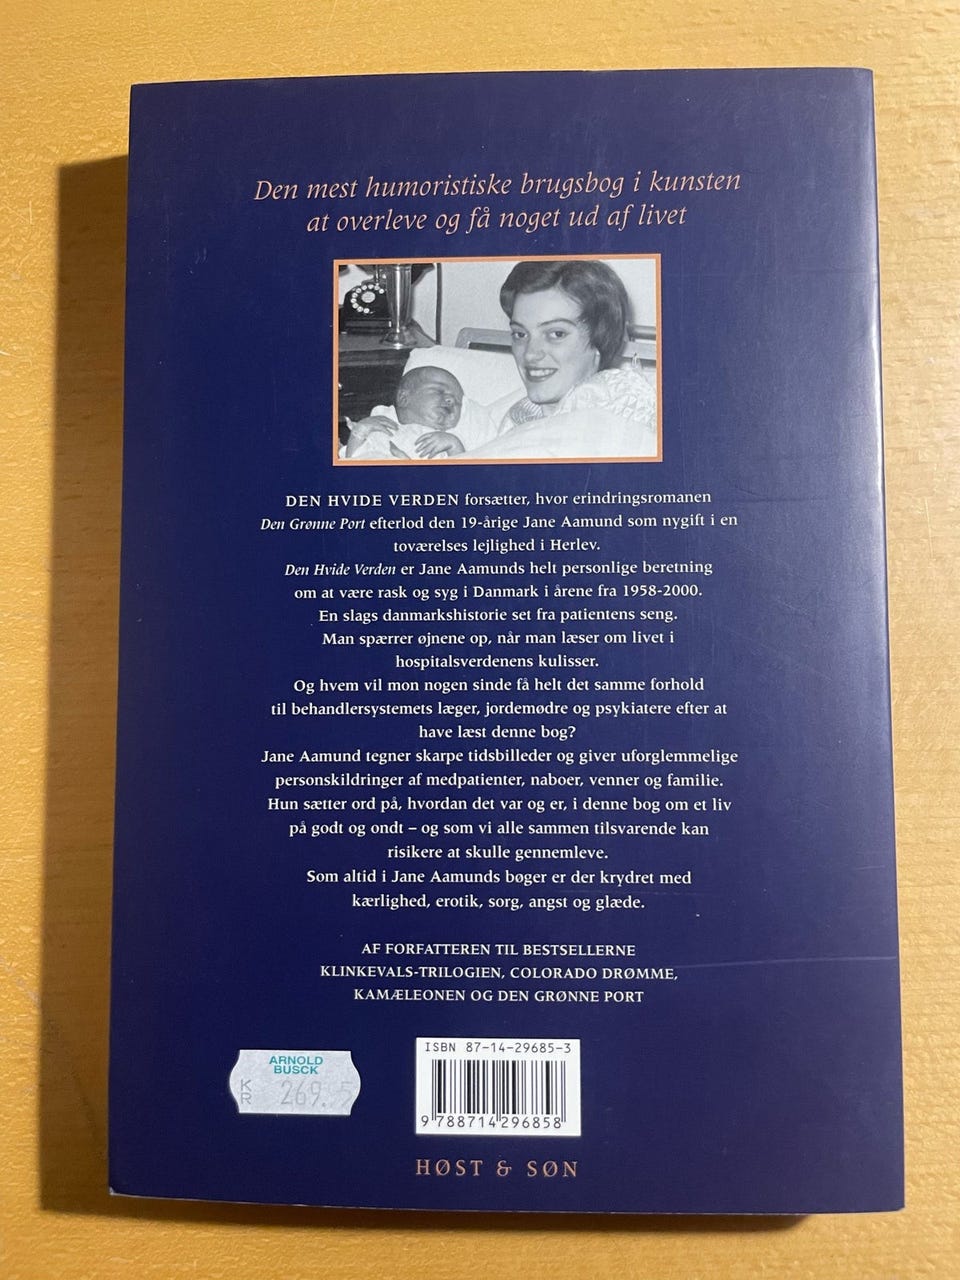 Den mest humoristiske brugsbog i kunsten
at overleve og få noget ud af livet
DEN HVIDE VERDEN forsætter, hvor erindringsromanen
Den Grønne Port efterlod den 19-årige Jane Aamund som nygift i en
toværelses lejlighed i Herlev.
Den Hvide Verden er Jane Aamunds helt personlige beretning
om at være rask og syg i Danmark i årene fra 1958-2000.
En slags danmarkshistorie set fra patientens seng.
Man spærrer øjnene op, når man læser om livet i
hospitalsverdenens kulisser.
Og hvem vil mon nogen sinde få helt det samme forhold
til behandlersystemets læger, jordemødre og psykiatere efter at
have læst denne bog?
Jane Aamund tegner skarpe tidsbilleder og giver uforglemmelige
personskildringer af medpatienter, naboer, venner og familie.
Hun sætter ord på, hvordan det var og er, i denne bog om et liv
på godt og ondt – og som vi alle sammen tilsvarende kan
risikere at skulle gennemleve.
Som altid i Jane Aamunds bøger er der krydret med
kærlighed, erotik, sorg, angst og glæde.
AF FORFATTEREN TIL BESTSELLERNE
KLINKEVALS-TRILOGIEN, COLORADO DRØMME,
KAMÆLEONEN OG DEN GRØNNE PORT
ARNOLD
BUSCK
KR 269.5
ISBN 87-14-29685-3
9 788714 296858
HØST & SØN